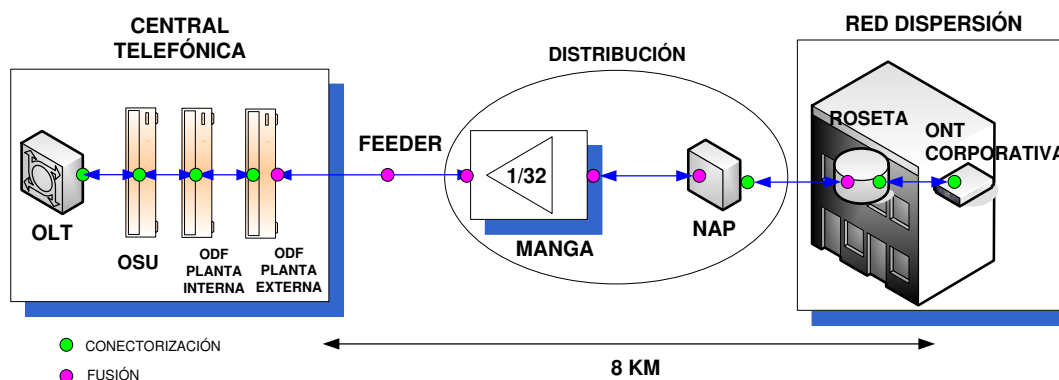 CENTRAL
TELEFÓNICA
OLT
OSU
ODF
PLANTA
INTERNA
ODF
PLANTA
EXTERNA
FEEDER
DISTRIBUCIÓN
1/32
MANGA
NAP
RED DISPERSIÓN
ROSETA
ONT
CORPORATIVA
CONECTORIZACIÓN
FUSIÓN
8 KM